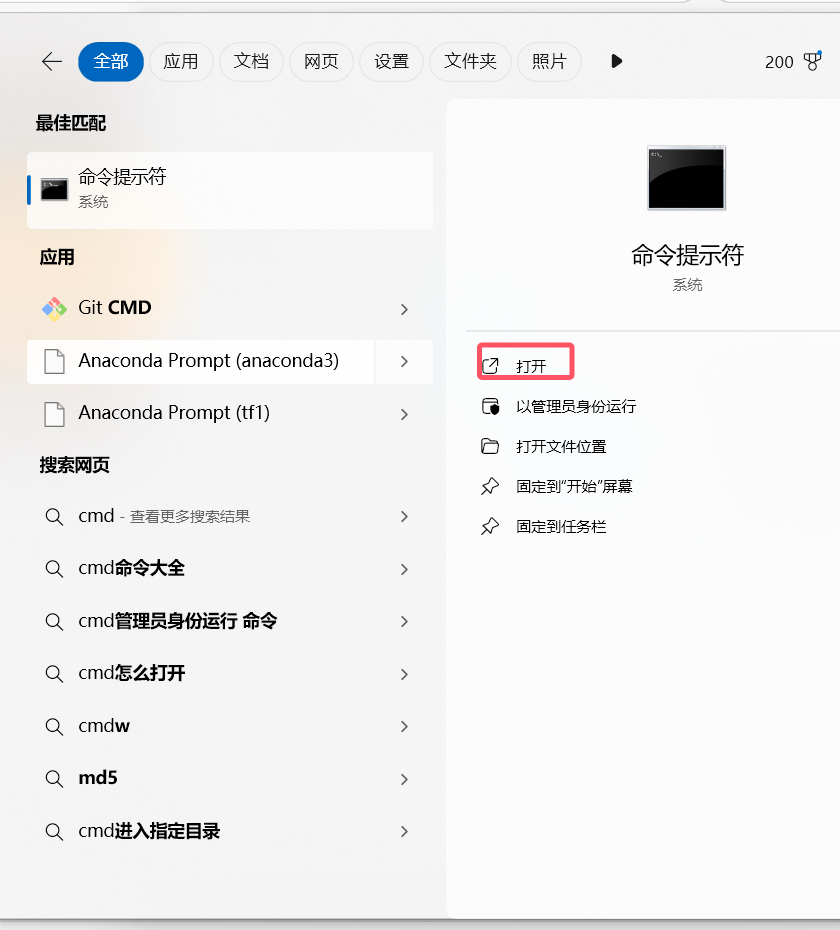 全部 应用 文档 网页 设置 文件夹 照片 200
最佳匹配
命令提示符
系统
应用
Git CMD
Anaconda Prompt (anaconda3)
Anaconda Prompt (tf1)
搜索网页
cmd - 查看更多搜索结果
cmd命令大全
cmd管理员身份运行 命令
cmd怎么打开
cmdw
md5
cmd进入指定目录
命令提示符
系统
打开
以管理员身份运行
打开文件位置
固定到"开始"屏幕
固定到任务栏